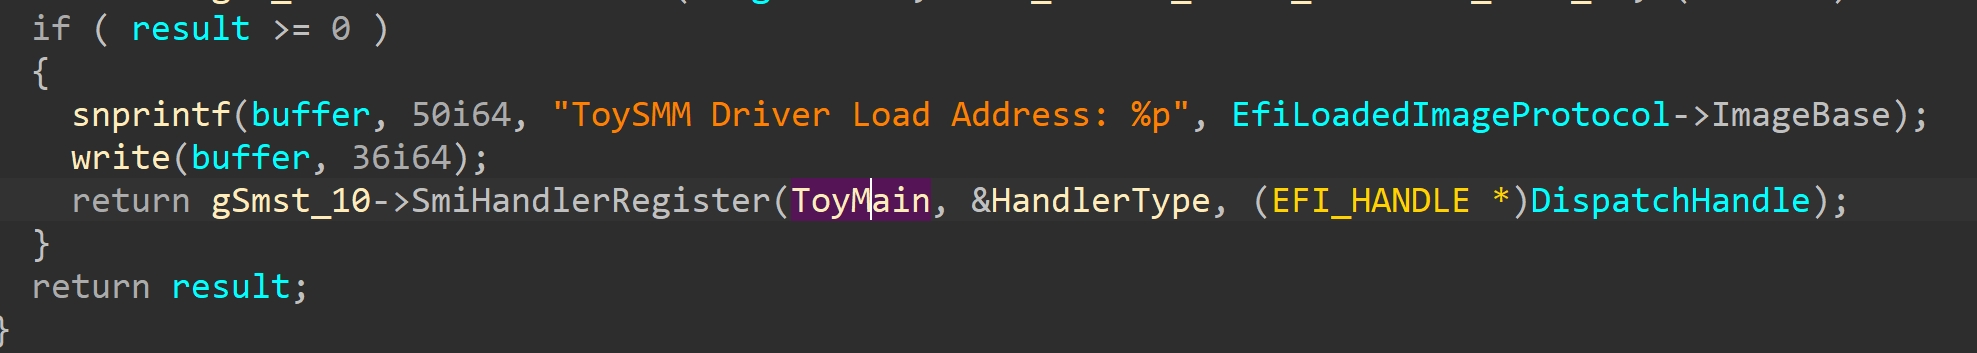 if ( result >= 0 )
{
snprintf(buffer, 50i64, "ToySMM Driver Load Address: %p", EfiLoadedImageProtocol->ImageBase);
write(buffer, 36i64);
return gSmst_10->SmiHandlerRegister(ToyMain, &HandlerType, (EFI_HANDLE *)DispatchHandle);
}
return result;
}